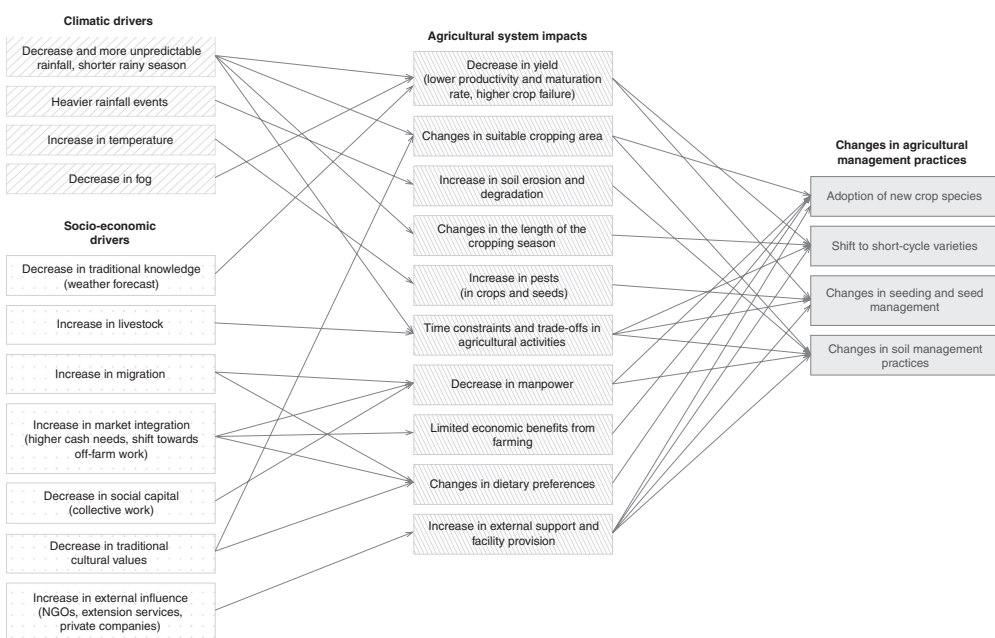 Climatic drivers
Decrease and more unpredictable
rainfall, shorter rainy season
Heavier rainfall events
Increase in temperature
Decrease in fog
Socio-economic
drivers
Decrease in traditional knowledge
(weather forecast)
Increase in livestock
Increase in migration
Increase in market integration
(higher cash needs, shift towards
off-farm work)
Decrease in social capital
(collective work)
Decrease in traditional
cultural values
Increase in external influence
(NGOs, extension services,
private companies)
Agricultural system impacts
Decrease in yield
(lower productivity and maturation
rate, higher crop failure)
Changes in suitable cropping area
Increase in soil erosion and
degradation
Changes in the length of the
cropping season
Increase in pests
(in crops and seeds)
Time constraints and trade-offs in
agricultural activities
Decrease in manpower
Limited economic benefits from
farming
Changes in dietary preferences
Increase in external support and
facility provision
Changes in agricultural
management practices
Adoption of new crop species
Shift to short-cycle varieties
Changes in seeding and seed
management
Changes in soil management
practices